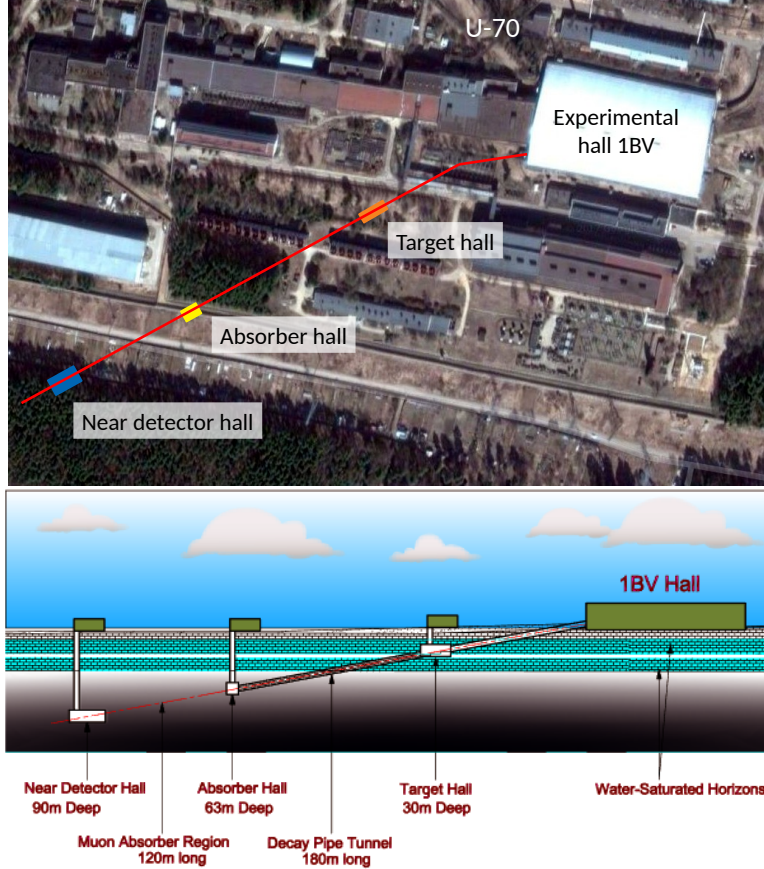 U-70
Experimental
hall 1BV
Target hall
Absorber hall
Near detector hall
1BV Hall
Near Detector Hall
90m Deep
Absorber Hall
63m Deep
Target Hall
30m Deep
Water-Saturated Horizons
Muon Absorber Region
120m long
Decay Pipe Tunnel
180m long